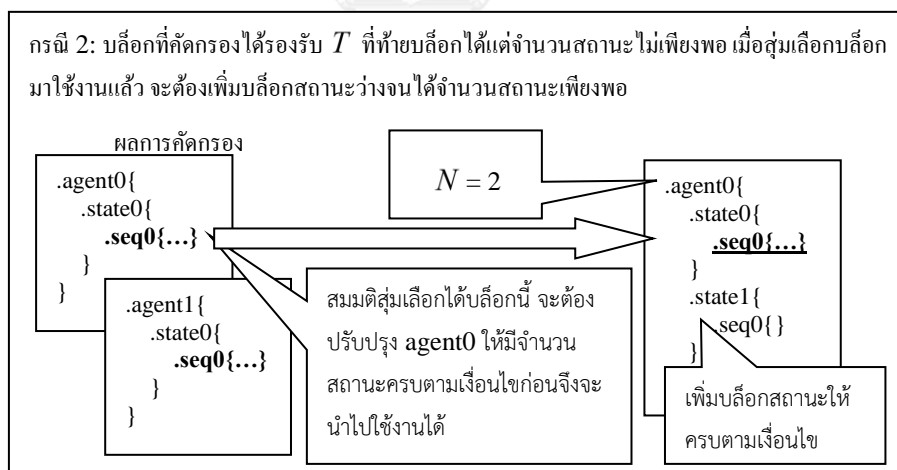 กรณี 2: บล็อกที่คัดกรองได้รองรับ T ที่ท้ายบล็อกได้แต่จำนวนสถานะไม่เพียงพอ เมื่อสุ่มเลือกบล็อก
มาใช้งานแล้ว จะต้องเพิ่มบล็อกสถานะว่างจนได้จำนวนสถานะเพียงพอ
ผลการคัดกรอง
.agent0{
.state0{
.seq0{…}
}
}
.agent1{
.state0{
.seq0{…}
}
}
N = 2
สมมติสุ่มเลือกได้บล็อกนี้ จะต้อง
ปรับปรุง agent0 ให้มีจำนวน
สถานะครบตามเงื่อนไขก่อนจึงจะ
นำไปใช้งานได้
.agent0{
.state0{
.seq0{…}
}
.state1{
.seq0{}
}
เพิ่มบล็อกสถานะให้
ครบตามเงื่อนไข